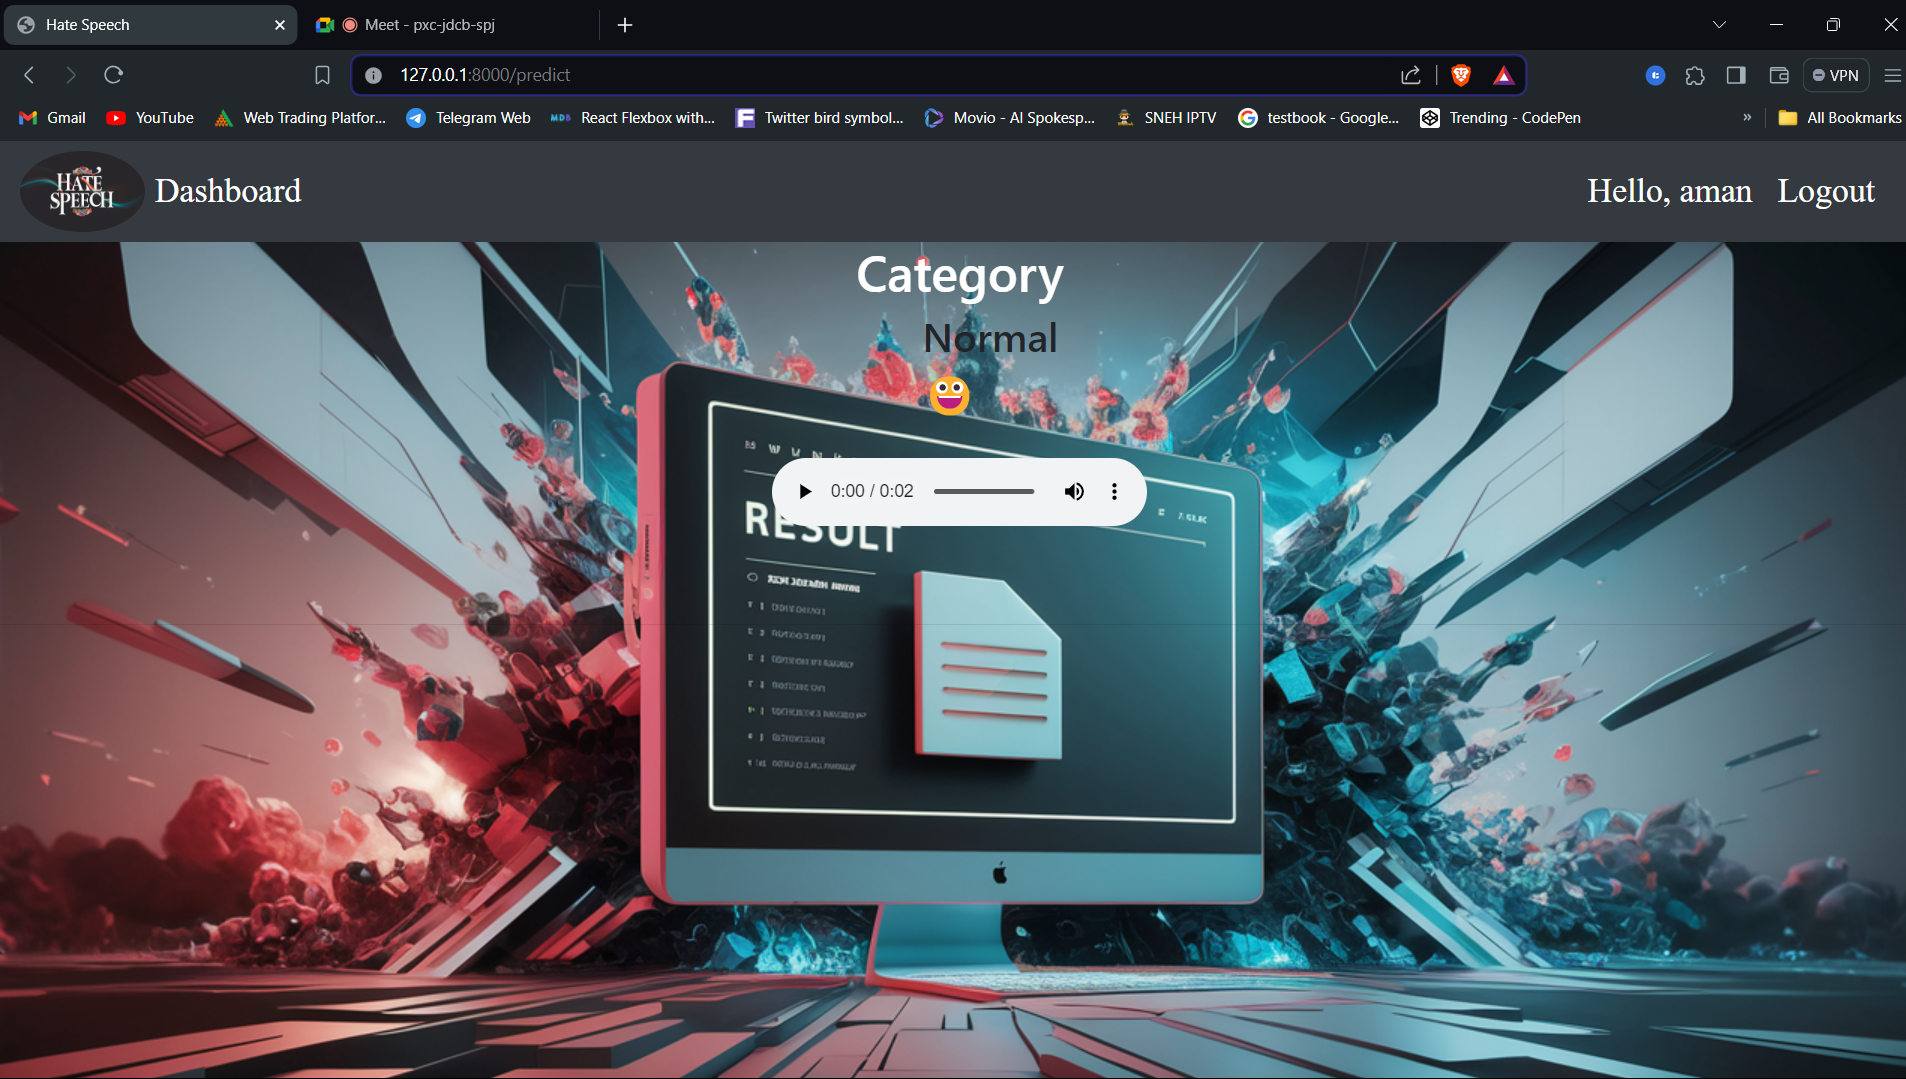 Hate Speech
Meet - pxc-jdcb-spj
127.0.0.1:8000/predict
VPN
Gmail
YouTube
Web Trading Platfor...
Telegram Web
MDB
React Flexbox with...
Twitter bird symbol...
Movio - AI Spokesp...
SNEH IPTV
testbook - Google...
Trending - CodePen
»
All Bookmarks
HATE
SPEECH
Dashboard
Hello, aman
Logout
Category
Normal
0:00 / 0:02
RESULT